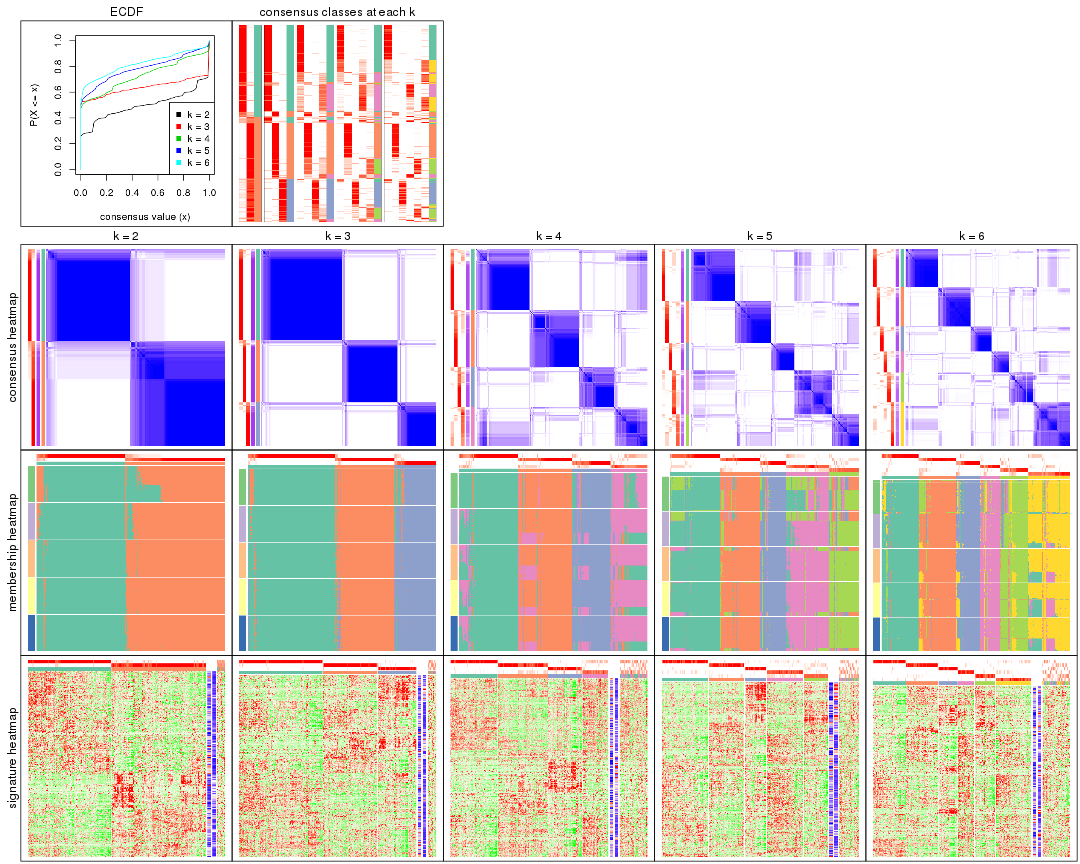 ECDF
consensus classes at each k
P(X <= x)
0.0 0.2 0.4 0.6 0.8 1.0
k = 2
k = 3
k = 4
k = 5
k = 6
0.0 0.2 0.4 0.6 0.8 1.0
consensus value (x)
k = 2
k = 3
k = 4
k = 5
k = 6
consensus heatmap
membership heatmap
signature heatmap